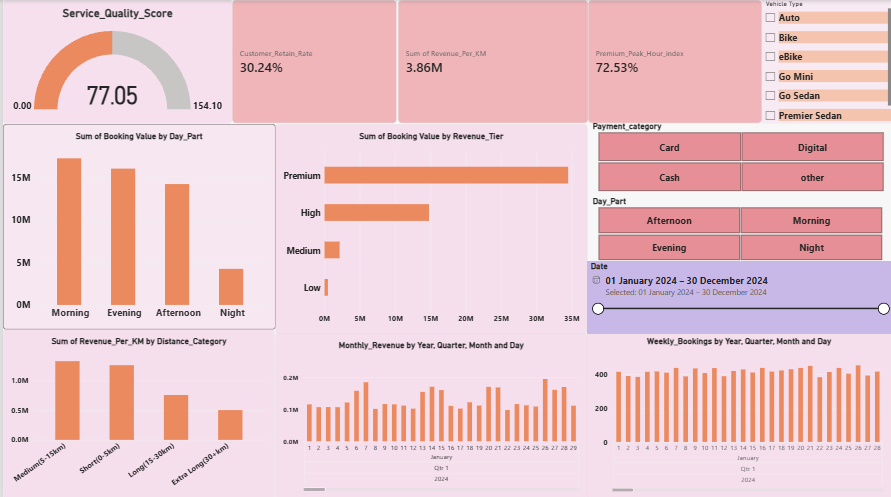 Service_Quality_Score
77.05
0.00
154.10
Customer_Retain_Rate
30.24%
Sum of Revenue_Per_KM
3.86M
Premium_Peak_Hour_index
72.53%
Vehicle Type
Auto
Bike
eBike
Go Mini
Go Sedan
Premier Sedan
Sum of Booking Value by Day_Part
15M
10M
5M
0M
Morning Evening Afternoon Night
Sum of Booking Value by Revenue_Tier
Premium
High
Medium
Low
0M 5M 10M 15M 20M 25M 30M 35M
Payment_category
Card Digital
Cash other
Day_Part
Afternoon Morning
Evening Night
Date
01 January 2024 – 30 December 2024
Selected: 01 January 2024 – 30 December 2024
Sum of Revenue_Per_KM by Distance_Category
1.0M
0.5M
0.0M
Medium(5-15km) Short(0-5km) Long(15-30km) Extra Long(30+km)
Monthly_Revenue by Year, Quarter, Month and Day
0.2M
0.1M
0.0M
1 2 3 4 5 6 7 8 9 10 11 12 13 14 15 16 17 18 19 20 21 22 23 24 25 26 27 28 29
January
Qtr 1
2024
Weekly_Bookings by Year, Quarter, Month and Day
400
200
0
1 2 3 4 5 6 7 8 9 10 11 12 13 14 15 16 17 18 19 20 21 22 23 24 25 26 27 28
January
Qtr 1
2024